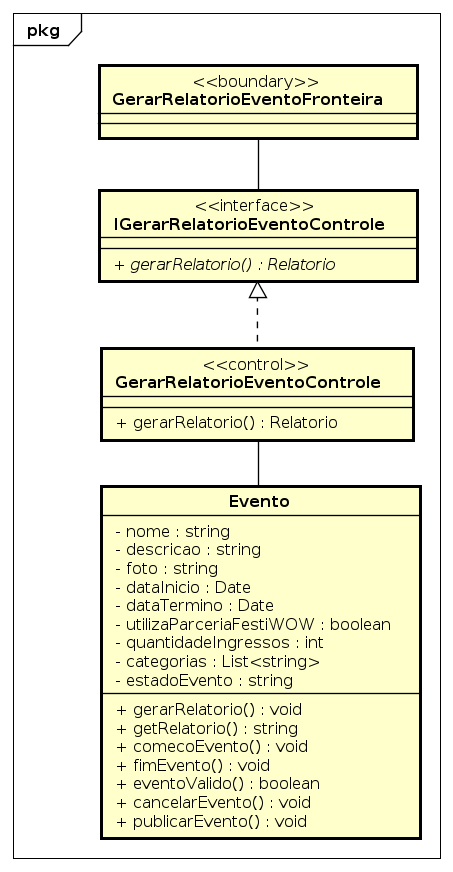 pkg
<<boundary>>
GerarRelatorioEventoFronteira
<<interface>>
IGerarRelatorioEventoControle
+ gerarRelatorio() : Relatorio
<<control>>
GerarRelatorioEventoControle
+ gerarRelatorio() : Relatorio
Evento
- nome : string
- descricao : string
- foto : string
- dataInicio : Date
- dataTermino : Date
- utilizaParceriaFestiWOW : boolean
- quantidadeIngressos : int
- categorias : List<string>
- estadoEvento : string
+ gerarRelatorio() : void
+ getRelatorio() : string
+ comecoEvento() : void
+ fimEvento() : void
+ eventoValido() : boolean
+ cancelarEvento() : void
+ publicarEvento() : void